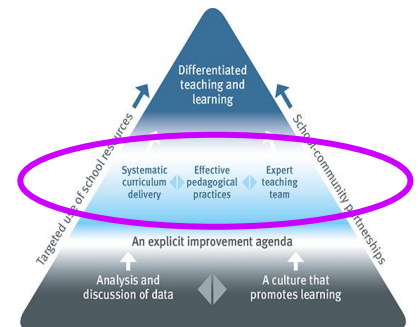 Differentiated
teaching and
learning
Targeted use of school resources
School-community partnerships
Systematic
curriculum
delivery
Effective
pedagogical
practices
Expert
teaching
team
An explicit improvement agenda
Analysis and
discussion of data
A culture that
promotes learning